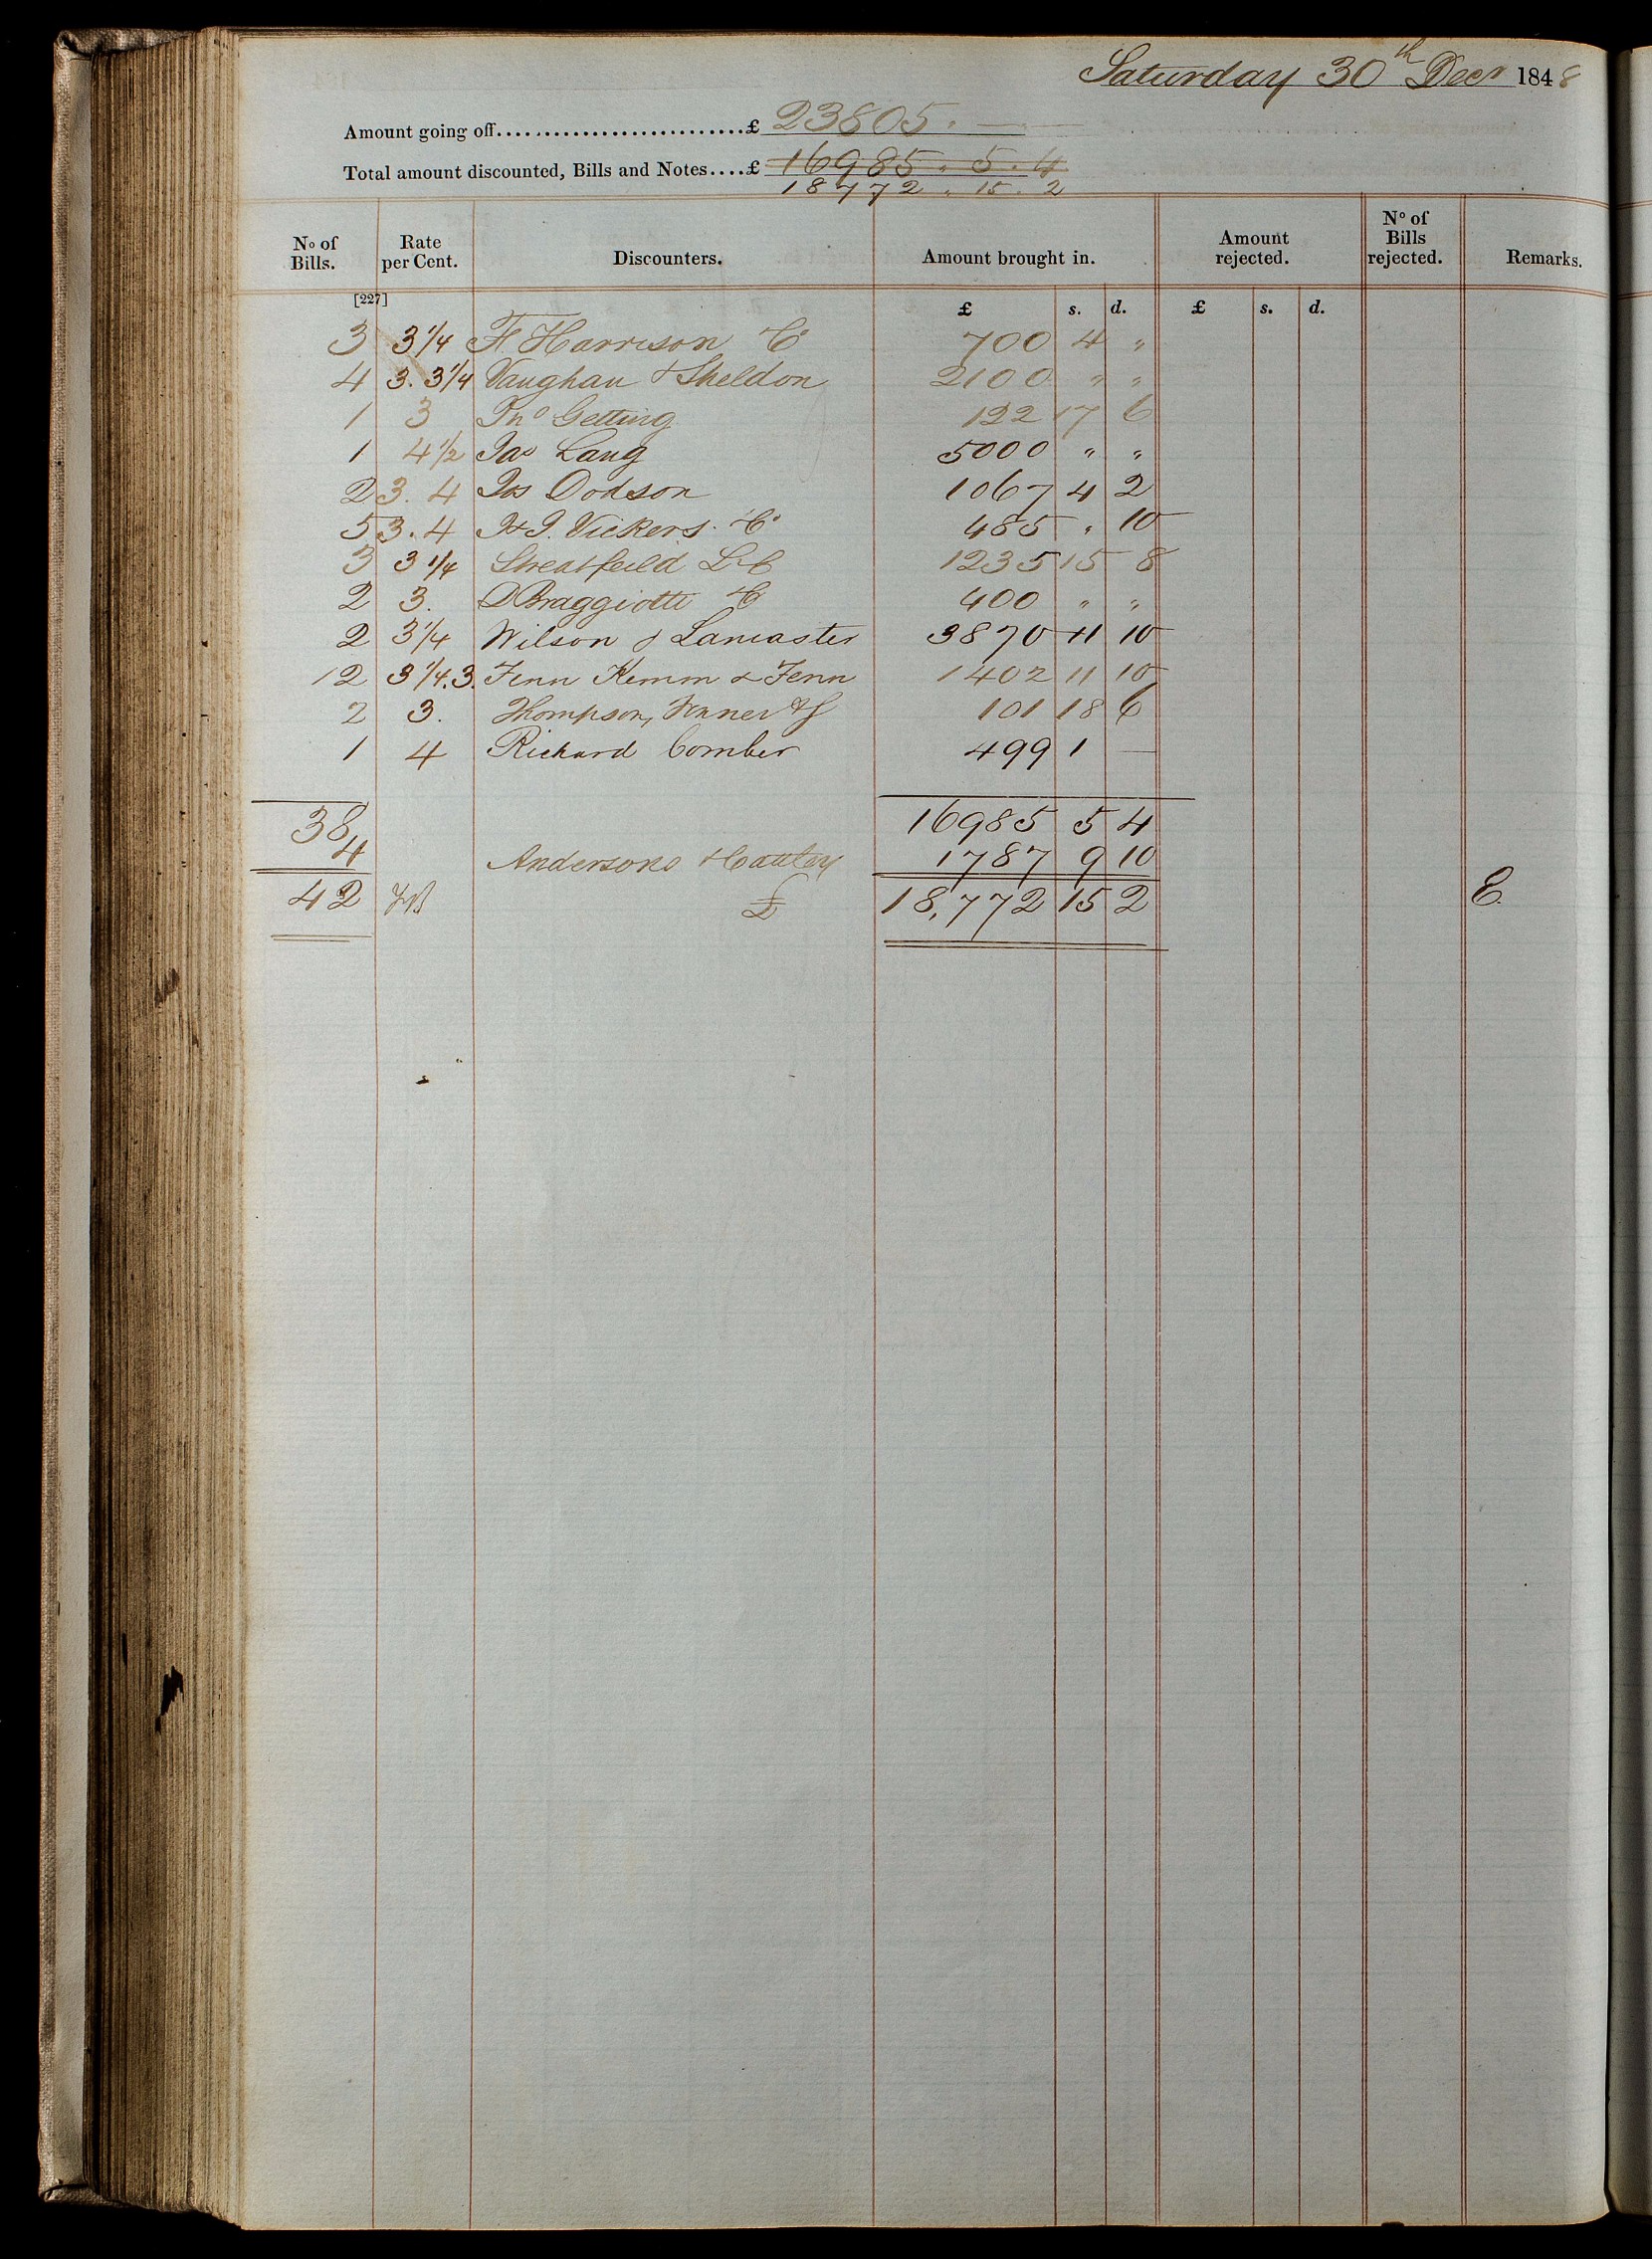 Saturday 30th Decr 1848
Amount going off..........................£ 23805. —
Total amount discounted, Bills and Notes....£ 16985. 5. 4
18772. 15. 2
No of Bills. Rate per Cent. Discounters. Amount brought in. Amount rejected. No of Bills rejected. Remarks.
[227] £ s. d. £ s. d.
3 3 1/4 F. Harrison & Co 700 4 "
4 3. 3 1/4 Vaughan & Sheldon 2100 " "
1 3 Jno Getting 122 17 6
1 4 1/2 Jas Lang 5000 " "
2 3. 4 Jos Dodson 1067 4 2
5 3. 4 J & J. Vickers & Co 485 " 10
3 3 1/4 Streatfeild L & C 1235 15 8
2 3. D Braggiotti & C 400 " "
2 3 1/4 Wilson & Lancaster 3870 11 10
12 3 1/4. 3. Fenn Kemm & Fenn 1402 11 10
2 3. Thompson, & S 101 18 6
1 4 Richard Comber 499 1 —
38 16985 5 4
4 Andersons & Cattley 1787 9 10
42 £ 18,772 15 2 E.